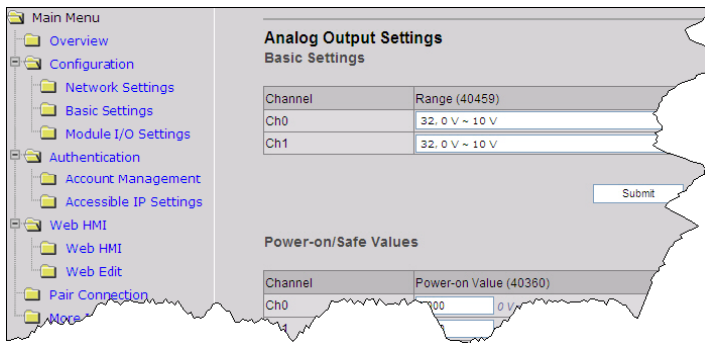 Main Menu
Overview
Configuration
Network Settings
Basic Settings
Module I/O Settings
Authentication
Account Management
Accessible IP Settings
Web HMI
Web HMI
Web Edit
Pair Connection
More
Analog Output Settings
Basic Settings
Channel Range (40459)
Ch0 32, 0 V ~ 10 V
Ch1 32, 0 V ~ 10 V
Submit
Power-on/Safe Values
Channel Power-on Value (40360)
Ch0 0 V